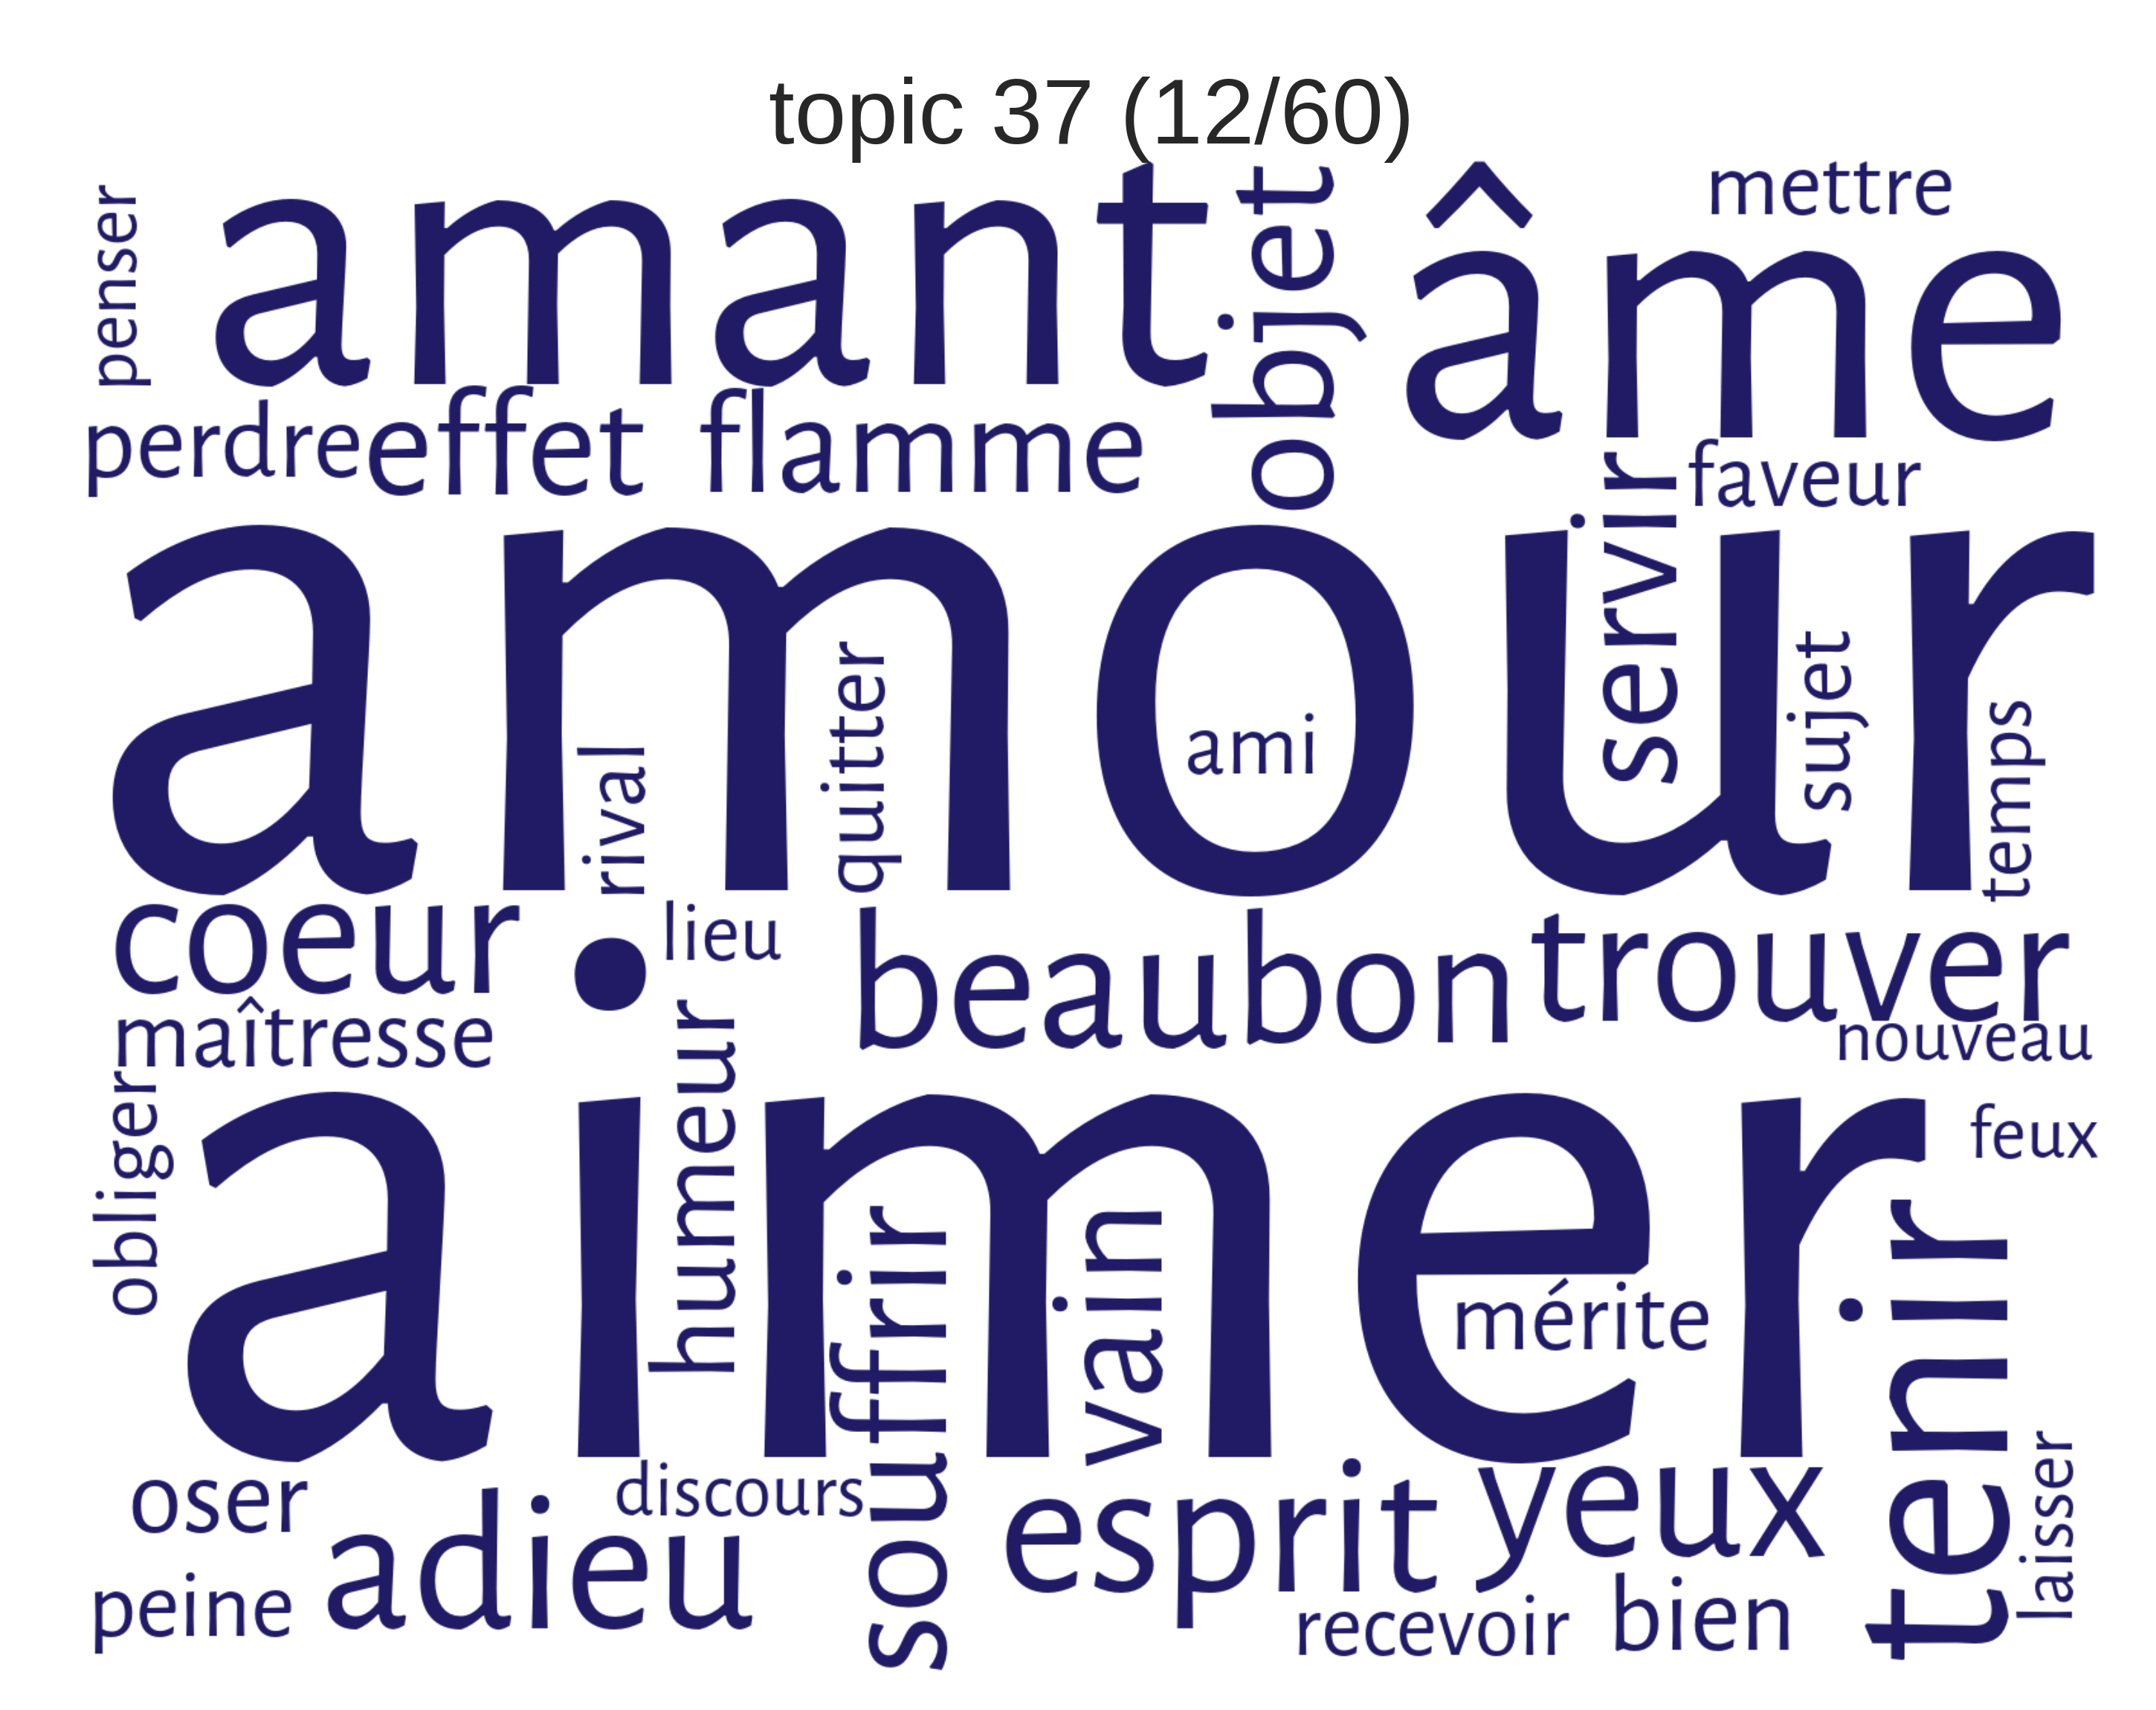 topic 37 (12/60)
penser
amant
objet
âme
mettre
perdre
effet
flamme
servir
faveur
amour
rival
quitter
ami
sujet
temps
coeur
lieu
beau
bon
trouver
maîtresse
nouveau
obliger
aimer
humeur
souffrir
vain
mérite
feux
tenir
oser
discours
esprit
yeux
laisser
peine
adieu
recevoir
bien